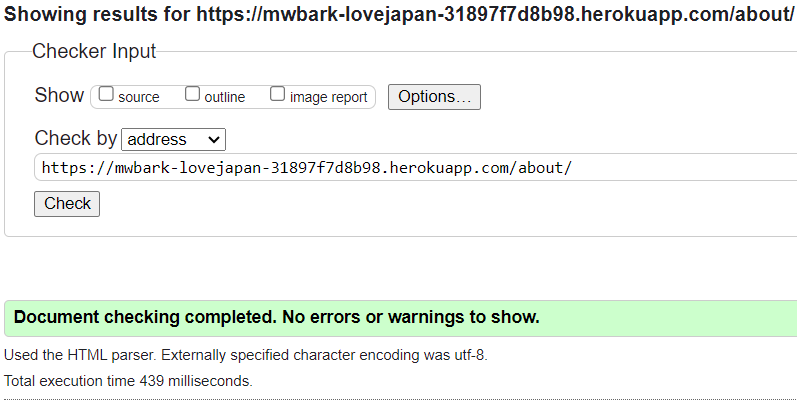 Showing results for https://mwbark-lovejapan-31897f7d8b98.herokuapp.com/about/
Checker Input
Show source outline image report Options...
Check by address
https://mwbark-lovejapan-31897f7d8b98.herokuapp.com/about/
Check
Document checking completed. No errors or warnings to show.
Used the HTML parser. Externally specified character encoding was utf-8.
Total execution time 439 milliseconds.